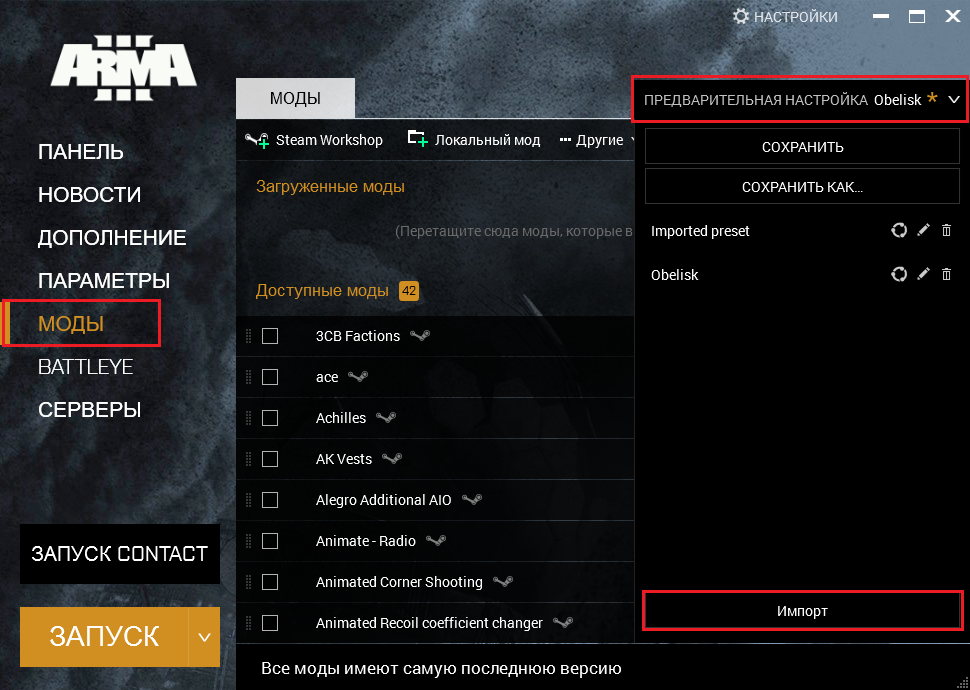 НАСТРОЙКИ
ARMA III
ПАНЕЛЬ
НОВОСТИ
ДОПОЛНЕНИЕ
ПАРАМЕТРЫ
МОДЫ
BATTLEYE
СЕРВЕРЫ
ЗАПУСК CONTACT
ЗАПУСК
МОДЫ
Steam Workshop
Локальный мод
Другие
Загруженные моды
(Перетащите сюда моды, которые в
Доступные моды 42
3CB Factions
ace
Achilles
AK Vests
Alegro Additional AIO
Animate - Radio
Animated Corner Shooting
Animated Recoil coefficient changer
Все моды имеют самую последнюю версию
ПРЕДВАРИТЕЛЬНАЯ НАСТРОЙКА Obelisk *
СОХРАНИТЬ
СОХРАНИТЬ КАК...
Imported preset
Obelisk
Импорт